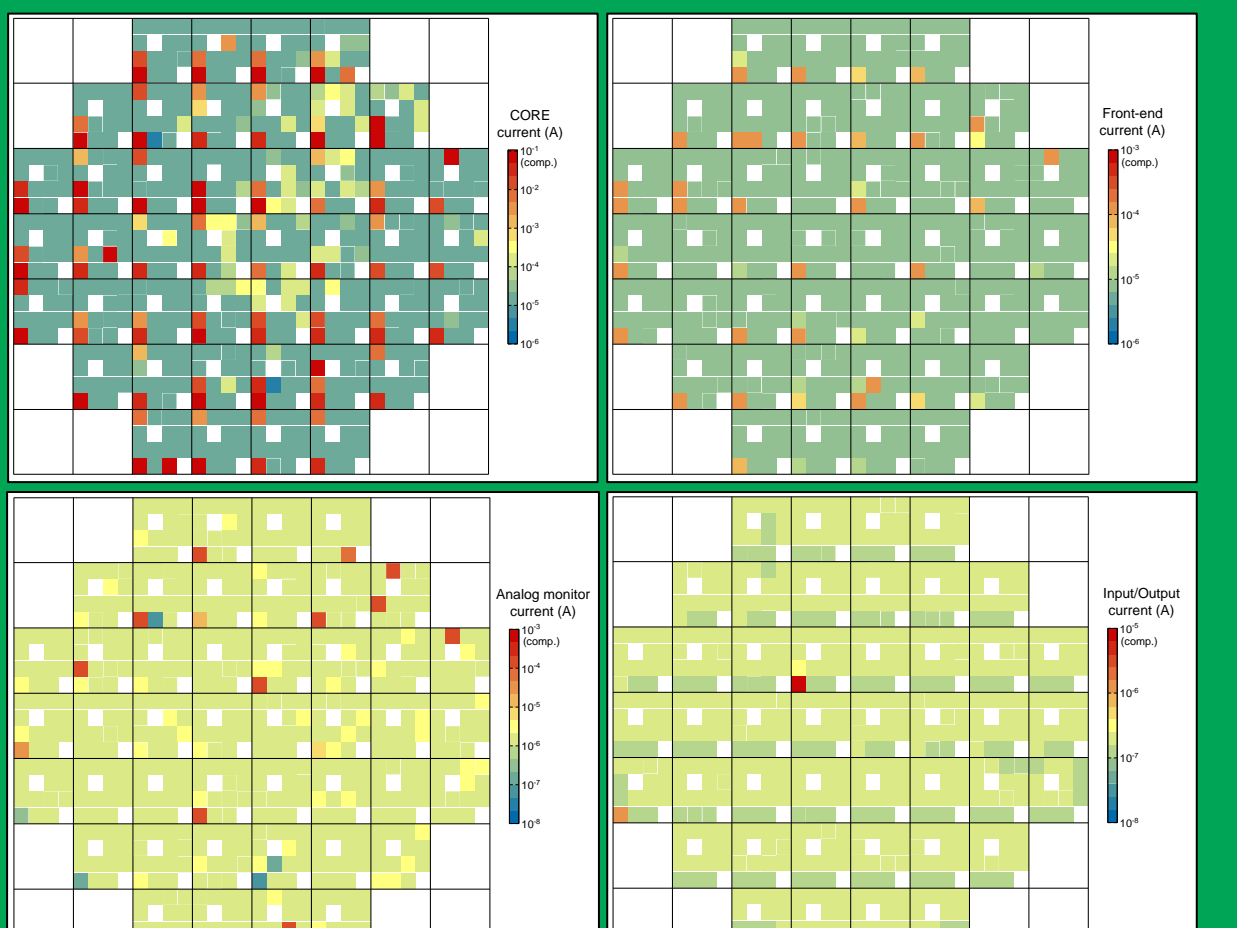 CORE
current (A)
10-1
(comp.)
10-2
10-3
10-4
10-5
10-6
Front-end
current (A)
10-3
(comp.)
10-4
10-5
10-6
Analog monitor
current (A)
10-3
(comp.)
10-4
10-5
10-6
10-7
10-8
Input/Output
current (A)
10-5
(comp.)
10-6
10-7
10-8